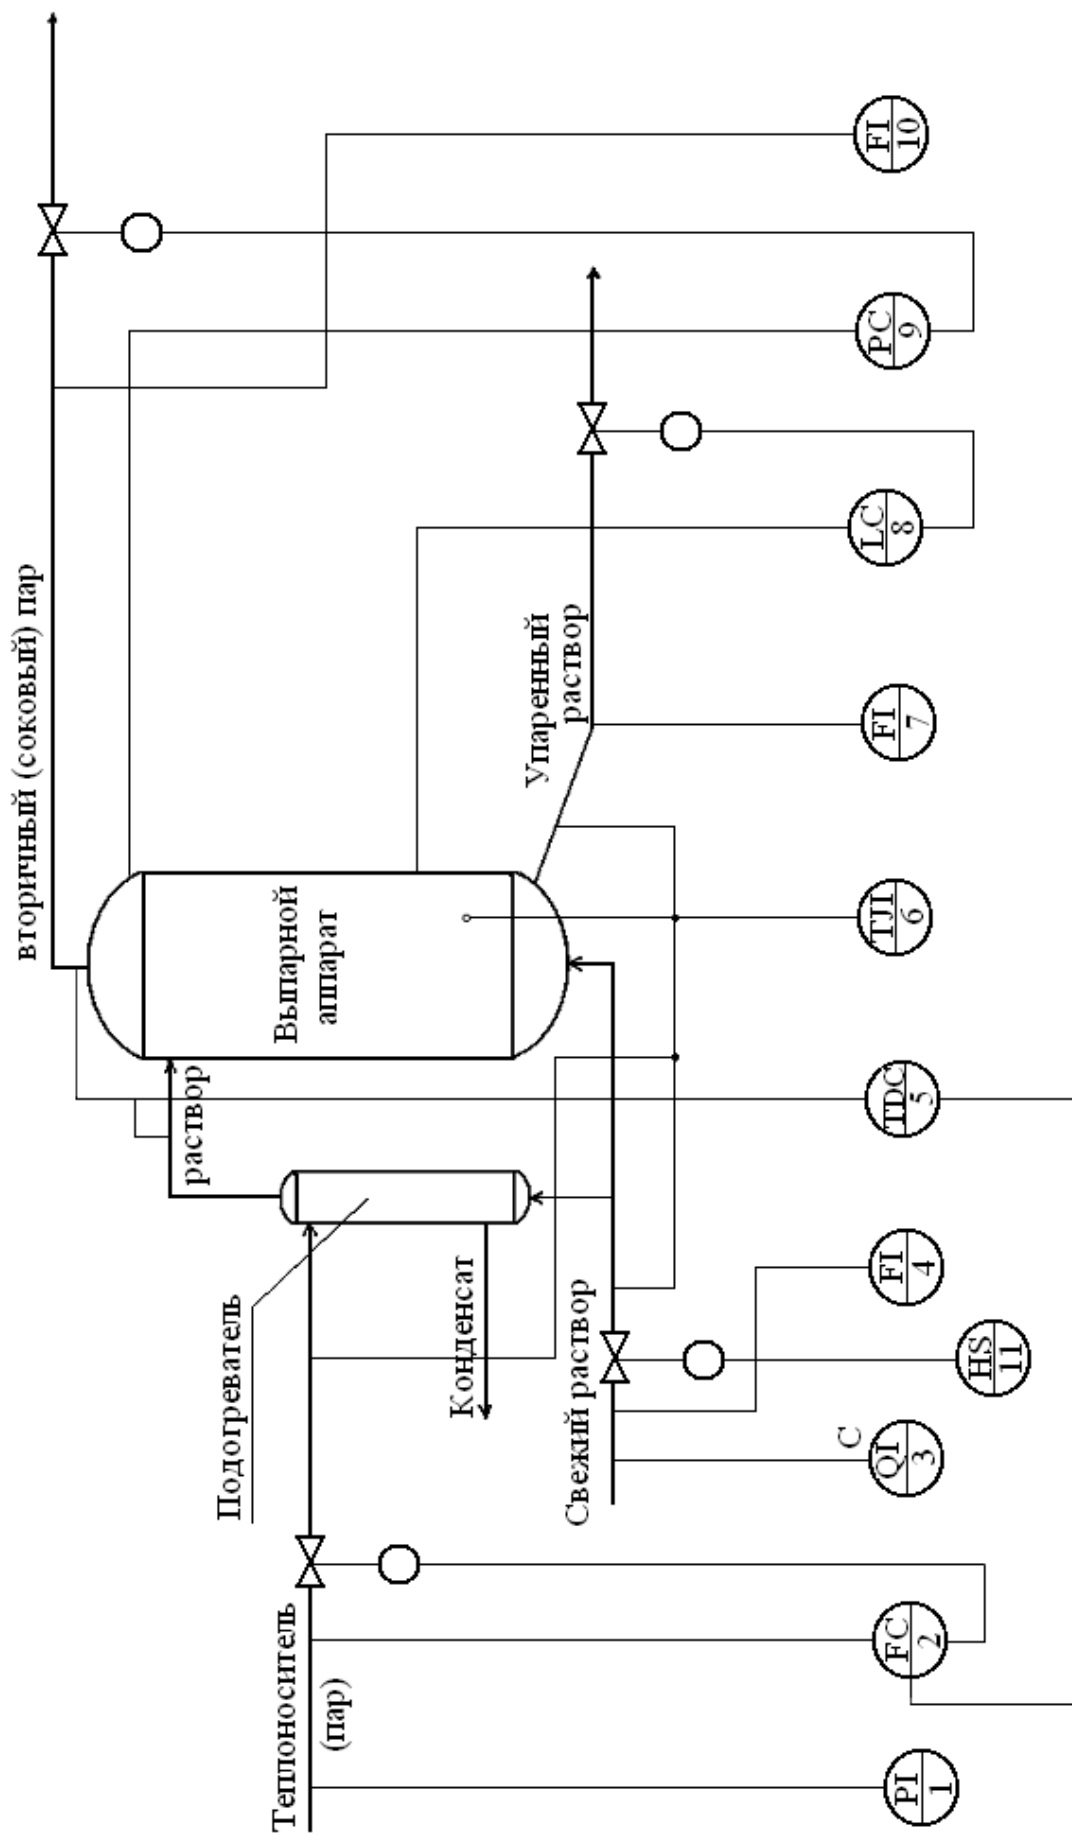 Теплоноситель
(пар)
Подогреватель
Конденсат
Свежий раствор
раствор
Выпарной
аппарат
вторичный (соковый) пар
Упаренный
раствор
PI
1
FC
2
C
QI
3
HS
11
FI
4
TDC
5
TJI
6
FI
7
LC
8
PC
9
FI
10